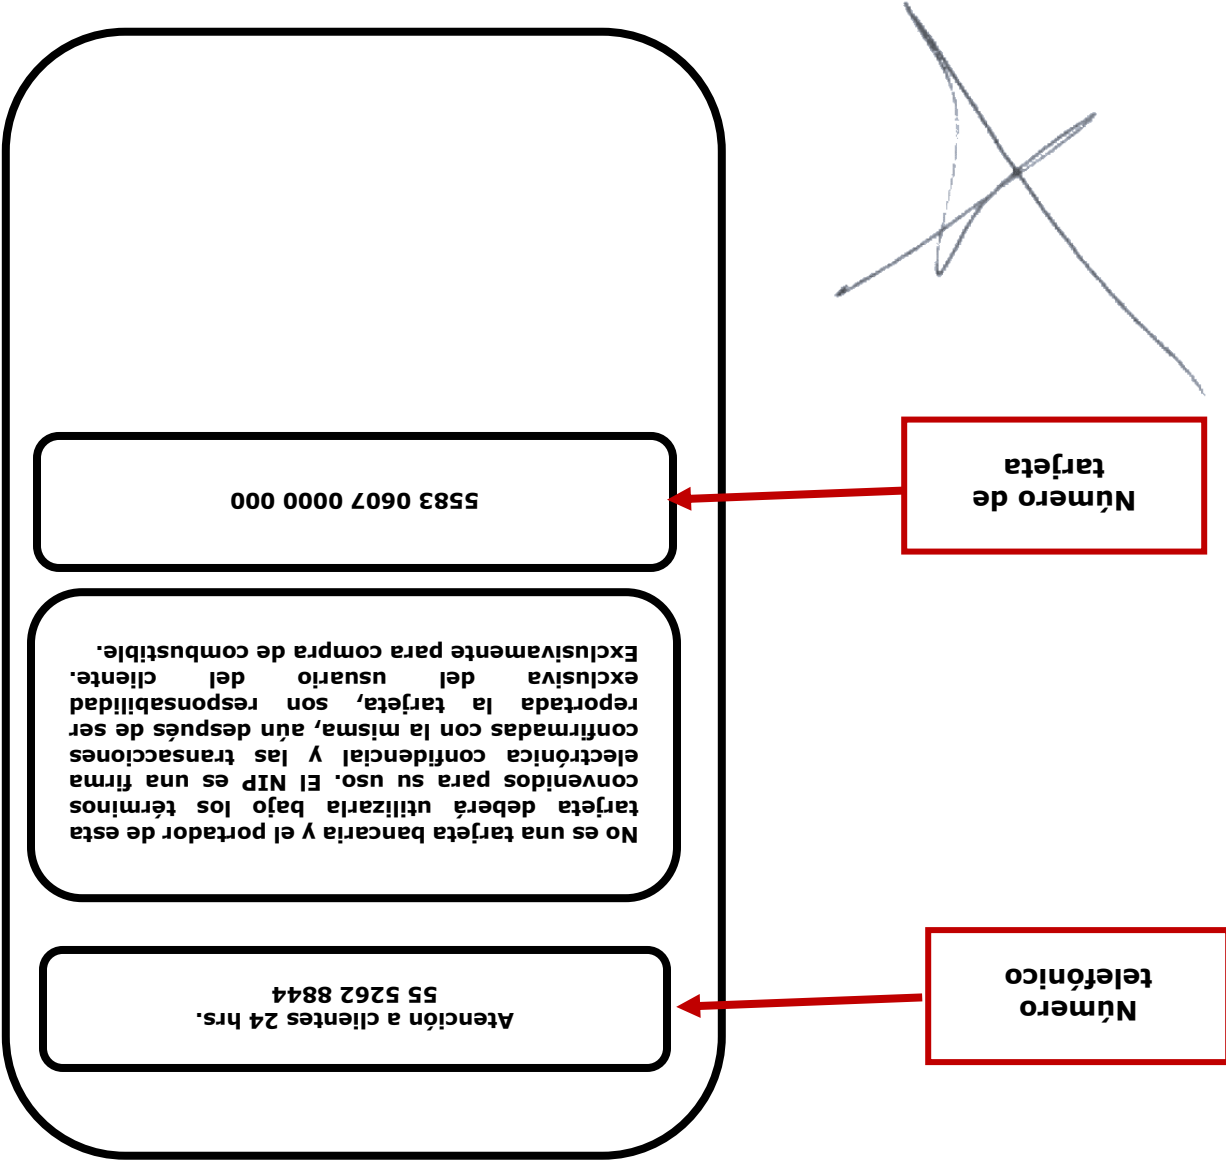 Número
telefónico
Atención a clientes 24 hrs.
55 5262 8844
No es una tarjeta bancaria y el portador de esta
tarjeta deberá utilizarla bajo los términos
convenidos para su uso. El NIP es una firma
electrónica confidencial y las transacciones
confirmadas con la misma, aún después de ser
reportada la tarjeta, son responsabilidad
exclusiva del usuario del cliente.
Exclusivamente para compra de combustible.
Número de
tarjeta
5583 0607 0000 000